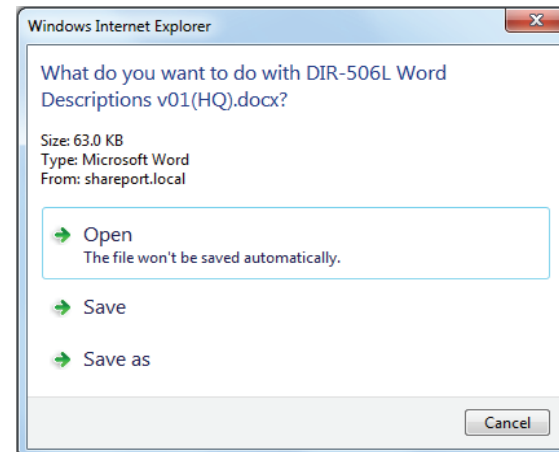 Windows Internet Explorer
What do you want to do with DIR-506L Word
Descriptions v01(HQ).docx?
Size: 63.0 KB
Type: Microsoft Word
From: shareport.local
Open
The file won't be saved automatically.
Save
Save as
Cancel